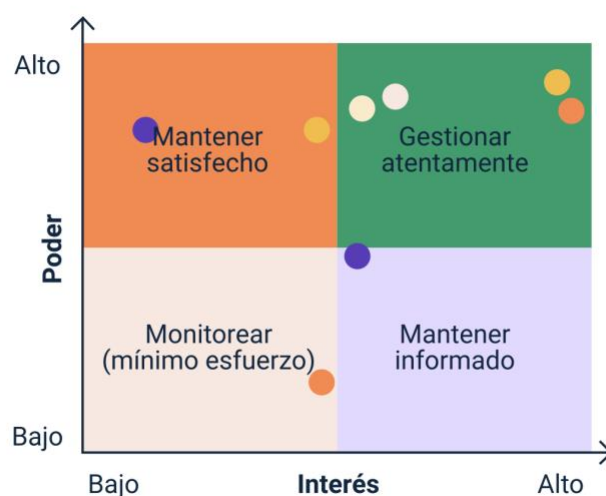 Alto
Mantener
satisfecho
Gestionar
atentamente
Poder
Monitorear
(mínimo esfuerzo)
Mantener
informado
Bajo
Bajo
Interés
Alto